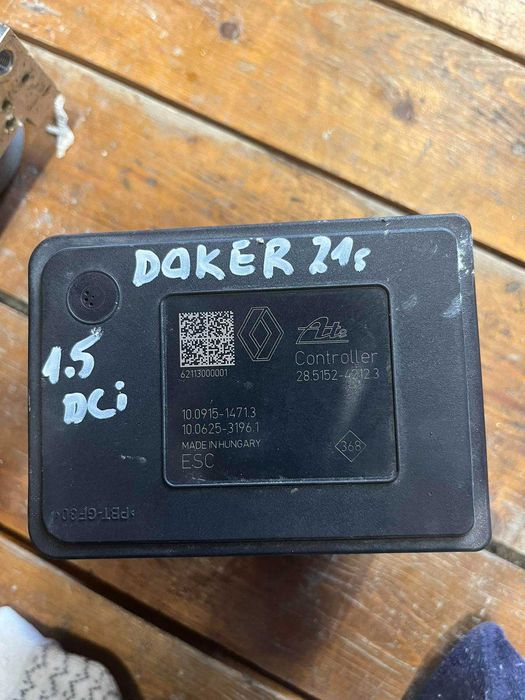 DOKER 21г
1.5
DCi
Ate
62113000001
Controller
28.5152-4212.3
10.0915-1471.3
10.0625-3196.1
MADE IN HUNGARY
ESC
368
>PBT-GF30<